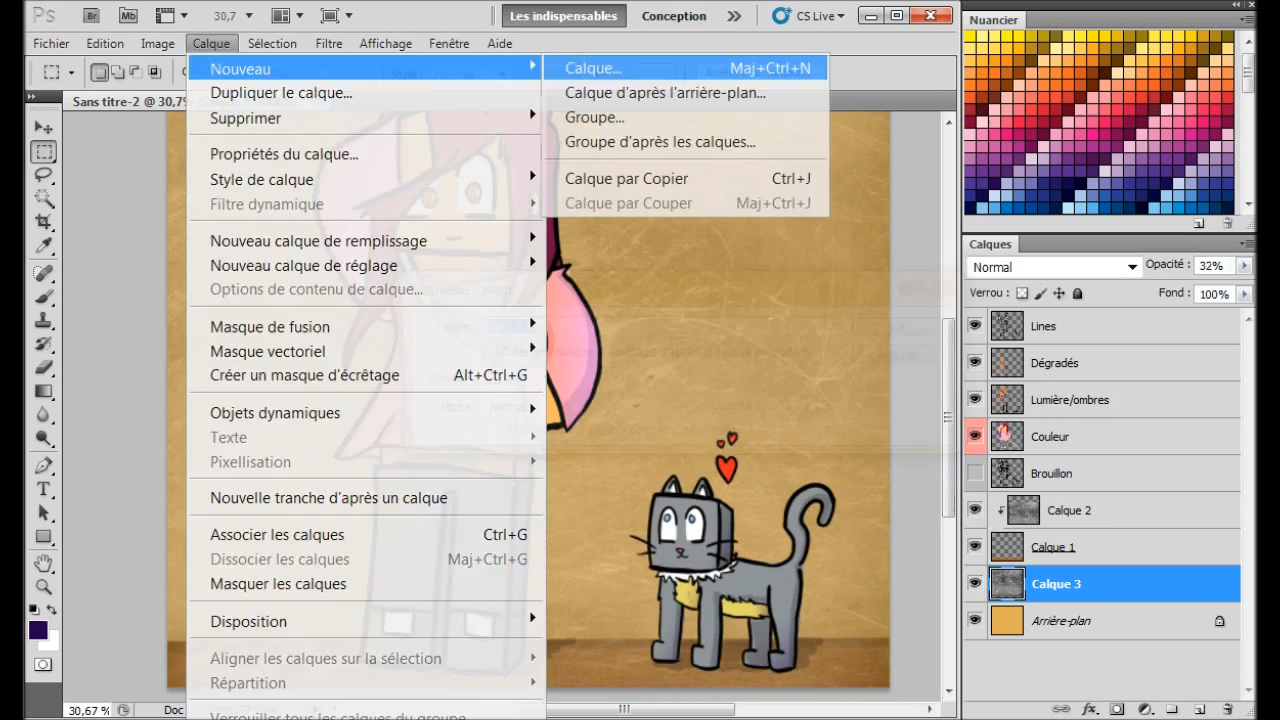 Ps Br Mb 30,7 Les indispensables Conception CS Live
Fichier Edition Image Calque Sélection Filtre Affichage Fenêtre Aide
Sans titre-2 @ 30,7%
Nouveau
Dupliquer le calque...
Supprimer
Propriétés du calque...
Style de calque
Filtre dynamique
Nouveau calque de remplissage
Nouveau calque de réglage
Options de contenu de calque...
Masque de fusion
Masque vectoriel
Créer un masque d'écrêtage Alt+Ctrl+G
Objets dynamiques
Texte
Pixellisation
Nouvelle tranche d'après un calque
Associer les calques Ctrl+G
Dissocier les calques Maj+Ctrl+G
Masquer les calques
Disposition
Aligner les calques sur la sélection
Répartition
Verrouiller tous les calques du groupe
Calque... Maj+Ctrl+N
Calque d'après l'arrière-plan...
Groupe...
Groupe d'après les calques...
Calque par Copier Ctrl+J
Calque par Couper Maj+Ctrl+J
30,67 % Doc
Nuancier
Calques
Normal Opacité : 32%
Verrou : Fond : 100%
Lines
Dégradés
Lumière/ombres
Couleur
Brouillon
Calque 2
Calque 1
Calque 3
Arrière-plan